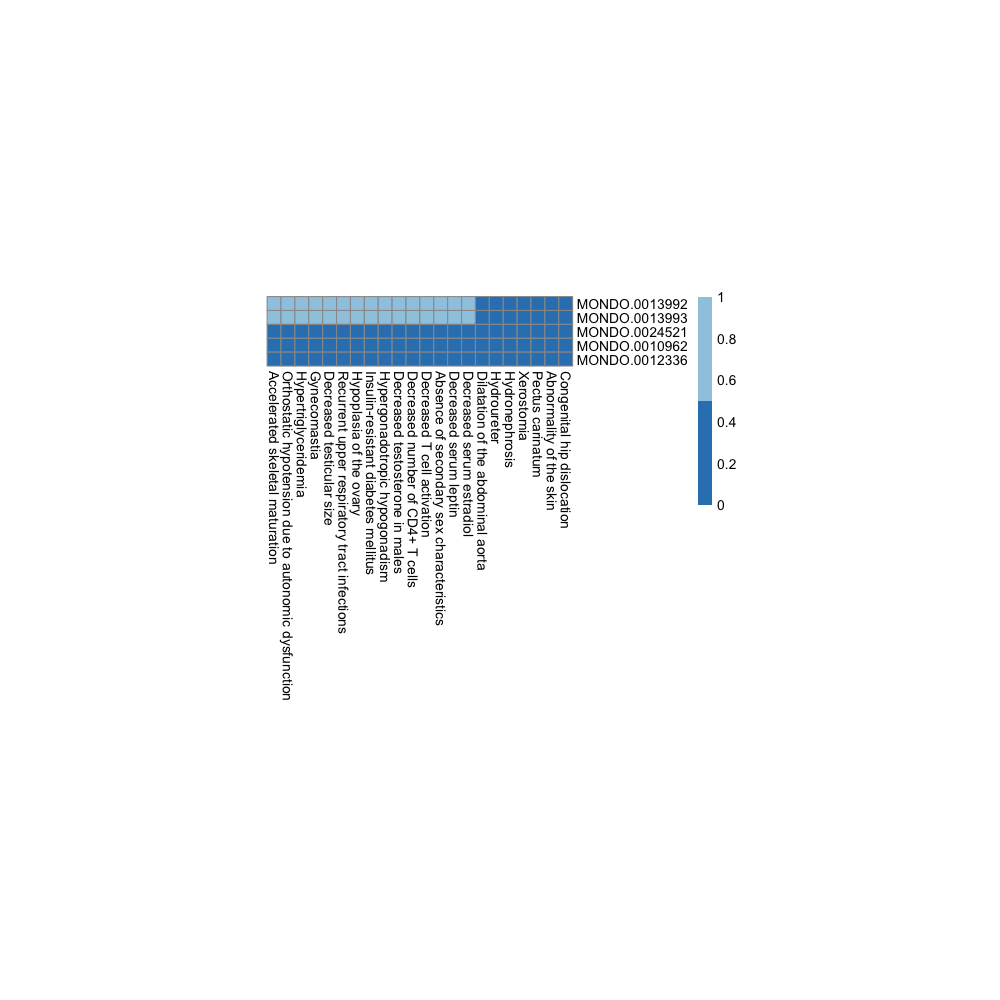 MONDO.0013992
MONDO.0013993
MONDO.0024521
MONDO.0010962
MONDO.0012336
1
0.8
0.6
0.4
0.2
0
Accelerated skeletal maturation
Orthostatic hypotension due to autonomic dysfunction
Hypertriglyceridemia
Gynecomastia
Decreased testicular size
Recurrent upper respiratory tract infections
Hypoplasia of the ovary
Insulin-resistant diabetes mellitus
Hypergonadotropic hypogonadism
Decreased testosterone in males
Decreased number of CD4+ T cells
Decreased T cell activation
Absence of secondary sex characteristics
Decreased serum leptin
Decreased serum estradiol
Dilatation of the abdominal aorta
Hydroureter
Hydronephrosis
Xerostomia
Pectus carinatum
Abnormality of the skin
Congenital hip dislocation